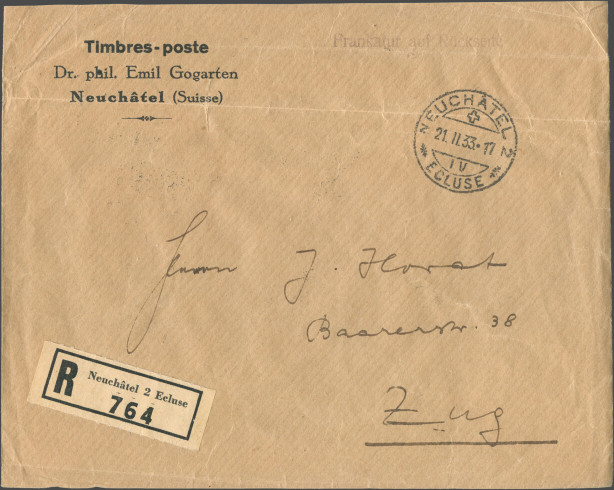 Frankatur auf Rückseite
Timbres-poste
Dr. phil. Emil Gogarten
Neuchâtel (Suisse)
NEUCHÂTEL 2
21. II. 33.-17
IV
ECLUSE
Herrn J. Horat
Baarerstr. 38
Zug
R Neuchâtel 2 Ecluse
764